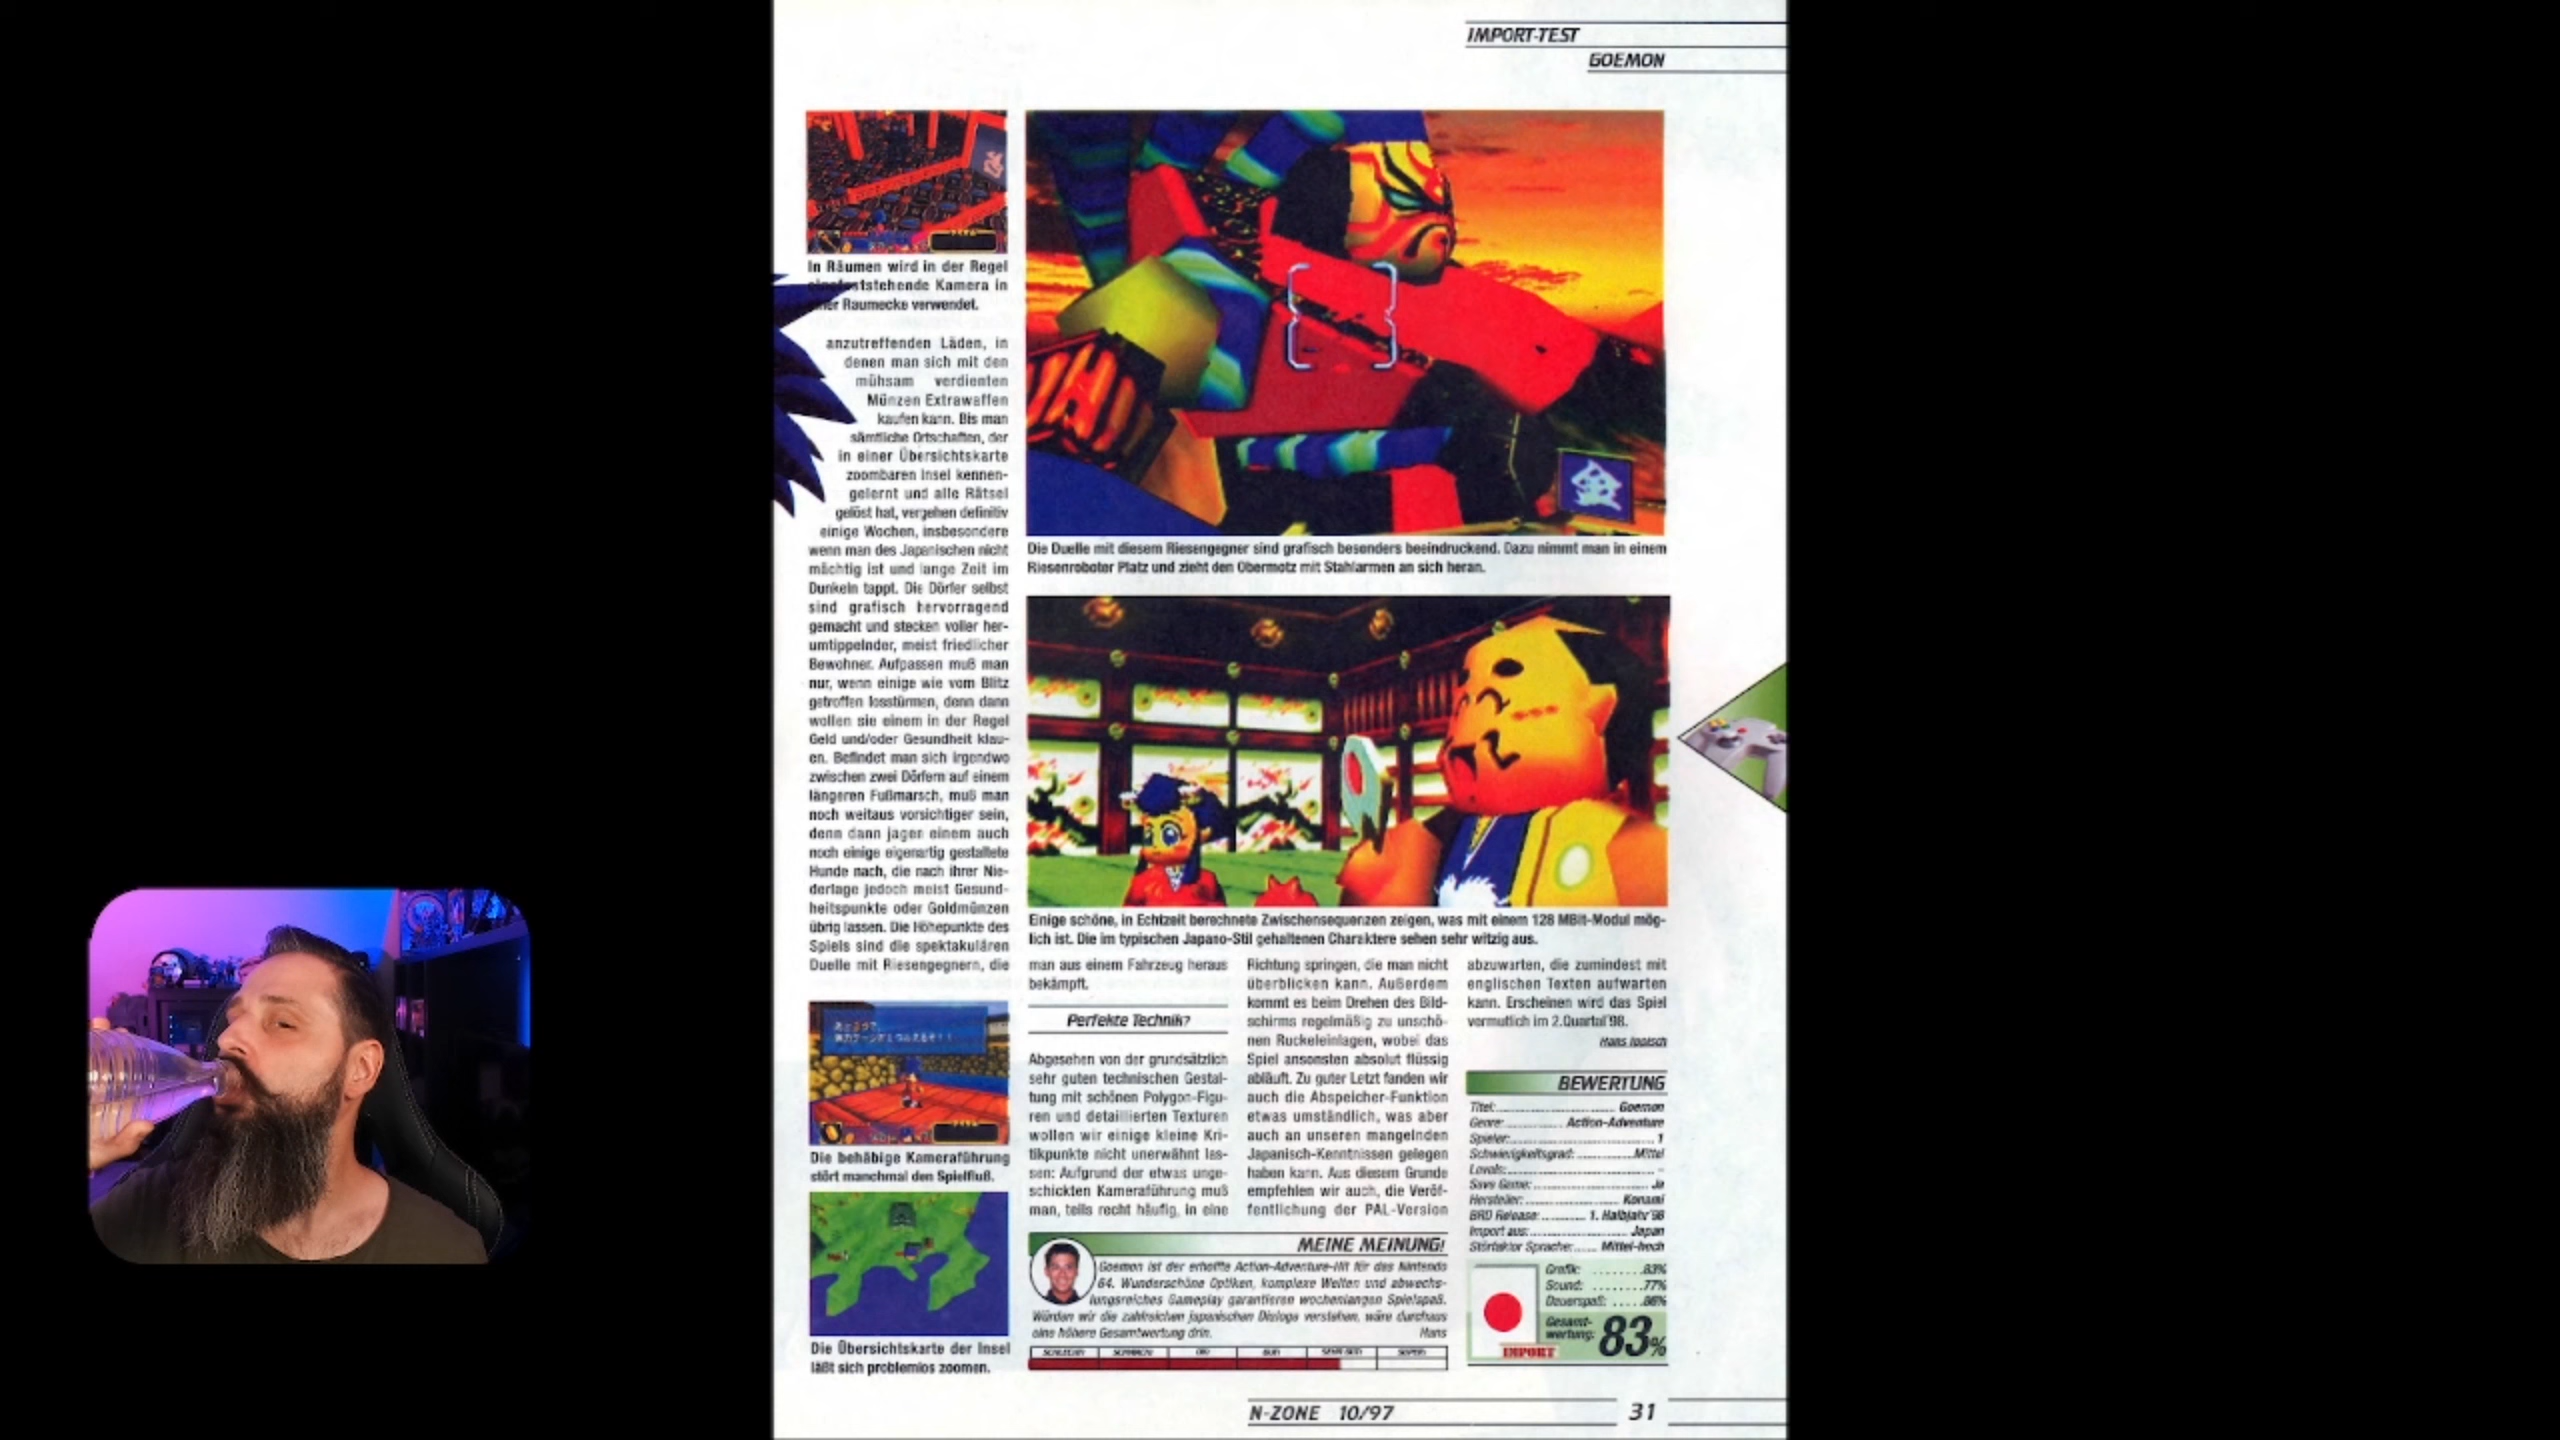 IMPORT-TEST
GOEMON
In Räumen wird in der Regel
eine feststehende Kamera in
einer Raumecke verwendet.
anzutreffenden Läden, in
denen man sich mit den
mühsam verdienten
Münzen Extrawaffen
kaufen kann. Bis man
sämtliche Ortschaften, der
in einer Übersichtskarte
zoombaren Insel kennen-
gelernt und alle Rätsel
gelöst hat, vergehen definitiv
einige Wochen, insbesondere
wenn man des Japanischen nicht
mächtig ist und lange Zeit im
Dunkeln tappt. Die Dörfer selbst
sind grafisch hervorragend
gemacht und stecken voller her-
umtippelnder, meist friedlicher
Bewohner. Aufpassen muß man
nur, wenn einige wie vom Blitz
getroffen losstürmen, denn dann
wollen sie einem in der Regel
Geld und/oder Gesundheit klau-
en. Befindet man sich irgendwo
zwischen zwei Dörfern auf einem
längeren Fußmarsch, muß man
noch weitaus vorsichtiger sein,
denn dann jagen einem auch
noch einige eigenartig gestaltete
Hunde nach, die nach ihrer Nie-
derlage jedoch meist Gesund-
heitspunkte oder Goldmünzen
übrig lassen. Die Höhepunkte des
Spiels sind die spektakulären
Duelle mit Riesengegnern, die
Die behäbige Kameraführung
stört manchmal den Spielfluß.
Die Übersichtskarte der Insel
läßt sich problemlos zoomen.
Die Duelle mit diesem Riesengegner sind grafisch besonders beeindruckend. Dazu nimmt man in einem
Riesenroboter Platz und zieht den Obermotz mit Stahlarmen an sich heran.
Einige schöne, in Echtzeit berechnete Zwischensequenzen zeigen, was mit einem 128 MBit-Modul mög-
lich ist. Die im typischen Japano-Stil gehaltenen Charaktere sehen sehr witzig aus.
man aus einem Fahrzeug heraus
bekämpft.
Perfekte Technik?
Abgesehen von der grundsätzlich
sehr guten technischen Gestal-
tung mit schönen Polygon-Figu-
ren und detaillierten Texturen
wollen wir einige kleine Kri-
tikpunkte nicht unerwähnt las-
sen: Aufgrund der etwas unge-
schickten Kameraführung muß
man, teils recht häufig, in eine
Richtung springen, die man nicht
überblicken kann. Außerdem
kommt es beim Drehen des Bild-
schirms regelmäßig zu unschö-
nen Ruckeleinlagen, wobei das
Spiel ansonsten absolut flüssig
abläuft. Zu guter Letzt fanden wir
auch die Abspeicher-Funktion
etwas umständlich, was aber
auch an unseren mangelnden
Japanisch-Kenntnissen gelegen
haben kann. Aus diesem Grunde
empfehlen wir auch, die Veröf-
fentlichung der PAL-Version
abzuwarten, die zumindest mit
englischen Texten aufwarten
kann. Erscheinen wird das Spiel
vermutlich im 2.Quartal'98.
Hans Ippisch
MEINE MEINUNG!
Goemon ist der erhoffte Action-Adventure-Hit für das Nintendo
64. Wunderschöne Optiken, komplexe Welten und abwechs-
lungsreiches Gameplay garantieren wochenlangen Spielspaß.
Würden wir die zahlreichen japanischen Dialoge verstehen, wäre durchaus
eine höhere Gesamtwertung drin. Hans
SCHLECHT SCHWACH OK GUT SEHR GUT SUPER
BEWERTUNG
Titel: Goemon
Genre: Action-Adventure
Spieler: 1
Schwierigkeitsgrad: Mittel
Levels: -
Save Game: Ja
Hersteller: Konami
BRD Release: 1. Halbjahr'98
Import aus: Japan
Störfaktor Sprache: Mittel-hoch
Grafik: 83%
Sound: 77%
Dauerspaß: 86%
Gesamt-
wertung: 83%
IMPORT
N-ZONE 10/97 31